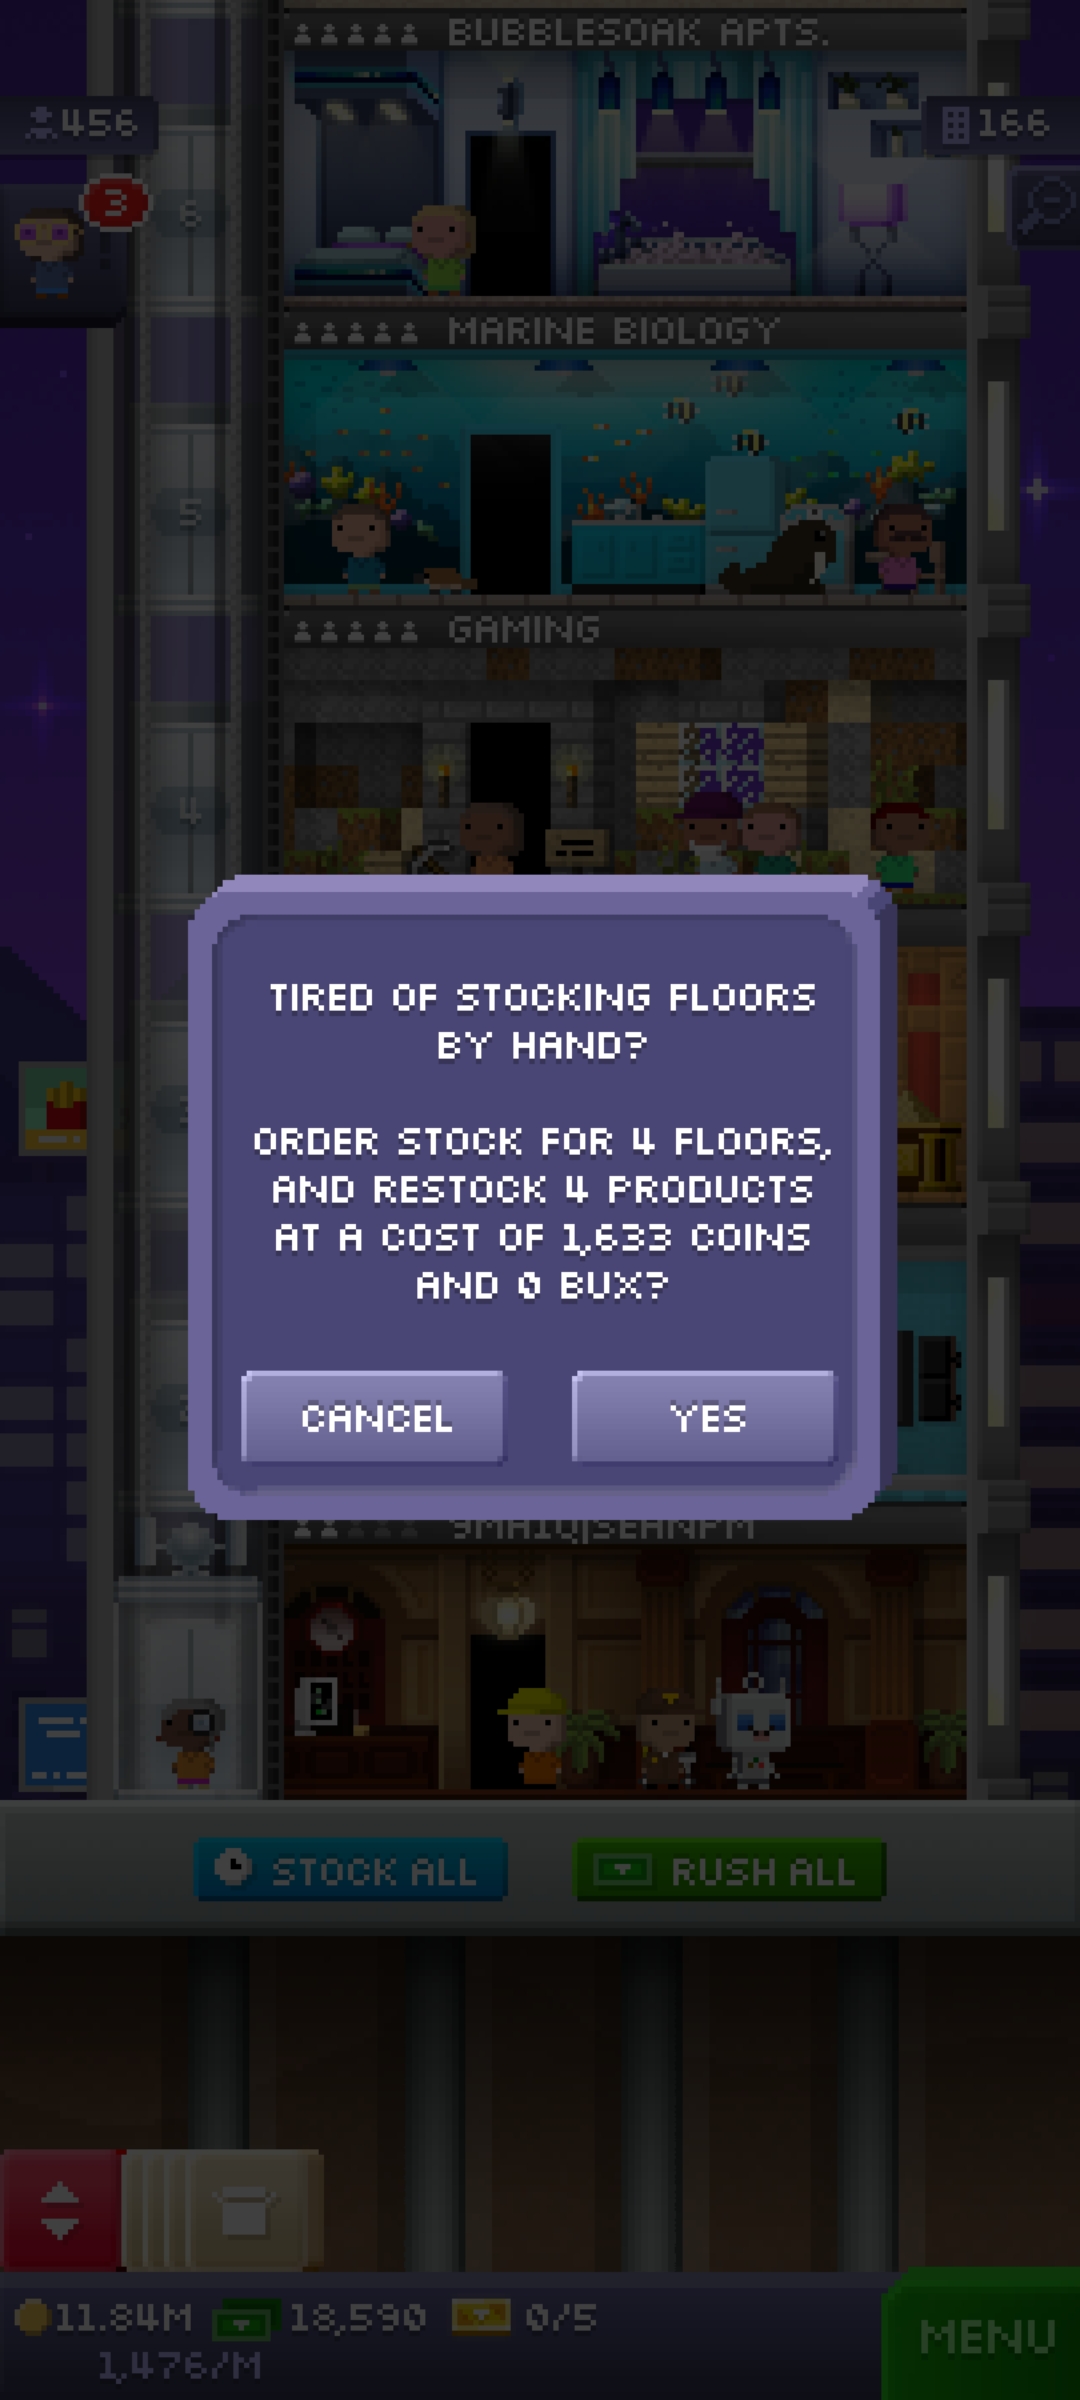 BUBBLESOAK APTS.
456
166
3
6
MARINE BIOLOGY
5
GAMING
4
TIRED OF STOCKING FLOORS
BY HAND?
ORDER STOCK FOR 4 FLOORS,
AND RESTOCK 4 PRODUCTS
AT A COST OF 1,633 COINS
AND 0 BUX?
CANCEL
YES
STOCK ALL
RUSH ALL
11.84M
18,590
0/5
1,476/M
MENU